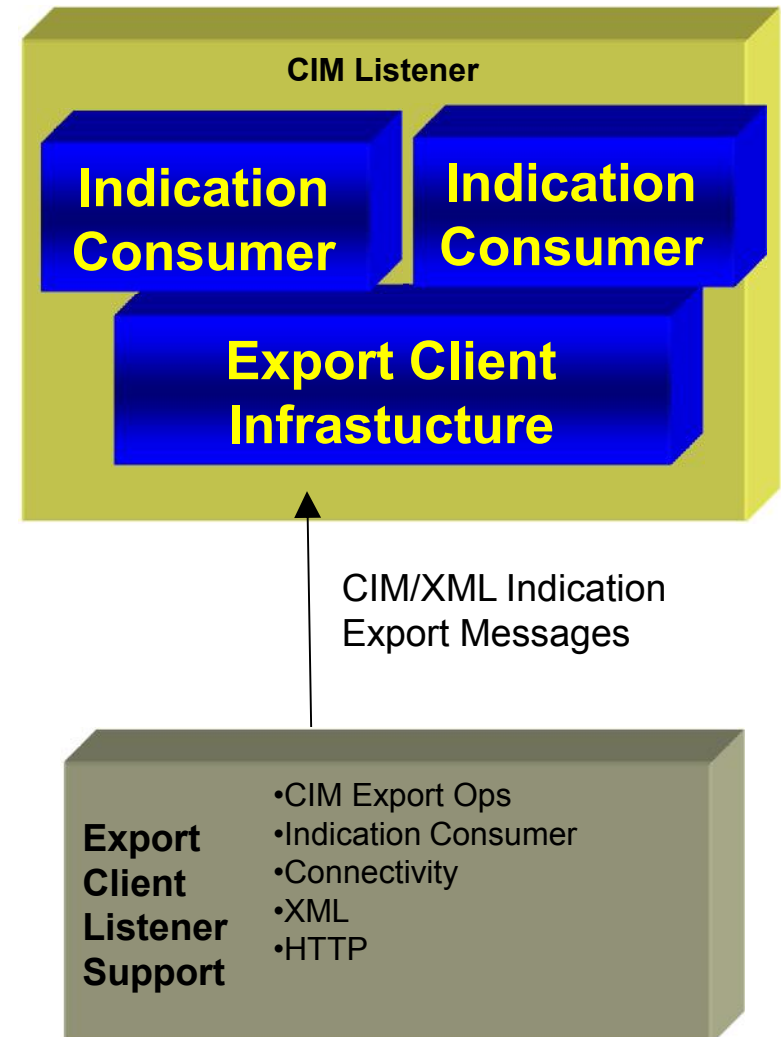 CIM Listener
Indication
Consumer
Indication
Consumer
Export Client
Infrastucture
CIM/XML Indication
Export Messages
Export
Client
Listener
Support
•CIM Export Ops
•Indication Consumer
•Connectivity
•XML
•HTTP